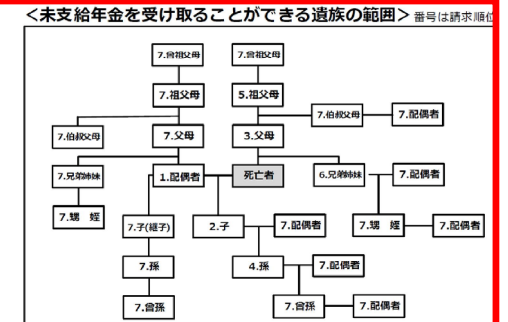 ＜未支給年金を受け取ることができる遺族の範囲＞ 番号は請求順位
7.曾祖父母 7.曾祖父母
7.祖父母 5.祖父母
7.伯叔父母 7.配偶者
7.伯叔父母 7.父母 3.父母
7.兄弟姉妹 1.配偶者 死亡者 6.兄弟姉妹 7.配偶者
7.甥 姪 7.子(継子) 2.子 7.配偶者 7.甥 姪 7.配偶者
7.孫 4.孫 7.配偶者
7.曾孫 7.曾孫 7.配偶者